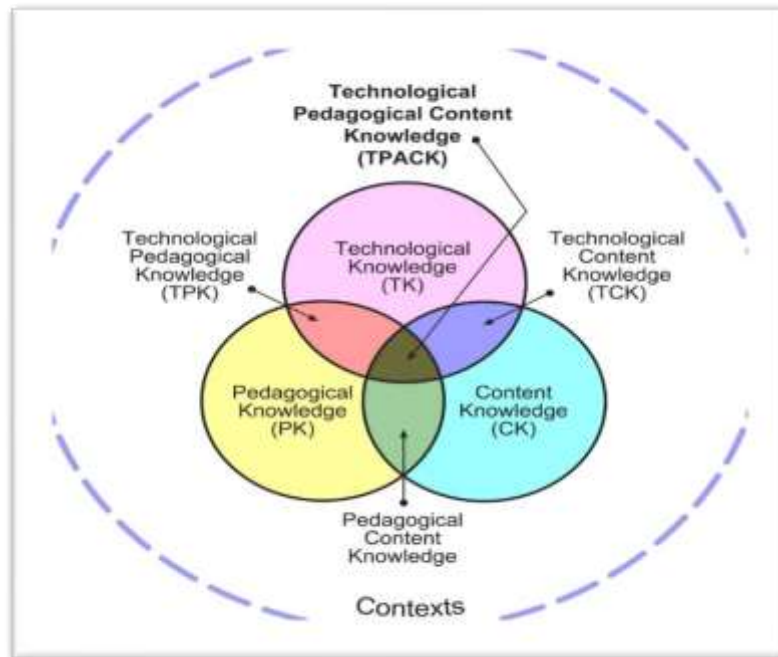 Technological
Pedagogical Content
Knowledge
(TPACK)
Technological
Pedagogical
Knowledge
(TPK)
Technological
Knowledge
(TK)
Technological
Content
Knowledge
(TCK)
Pedagogical
Knowledge
(PK)
Content
Knowledge
(CK)
Pedagogical
Content
Knowledge
Contexts